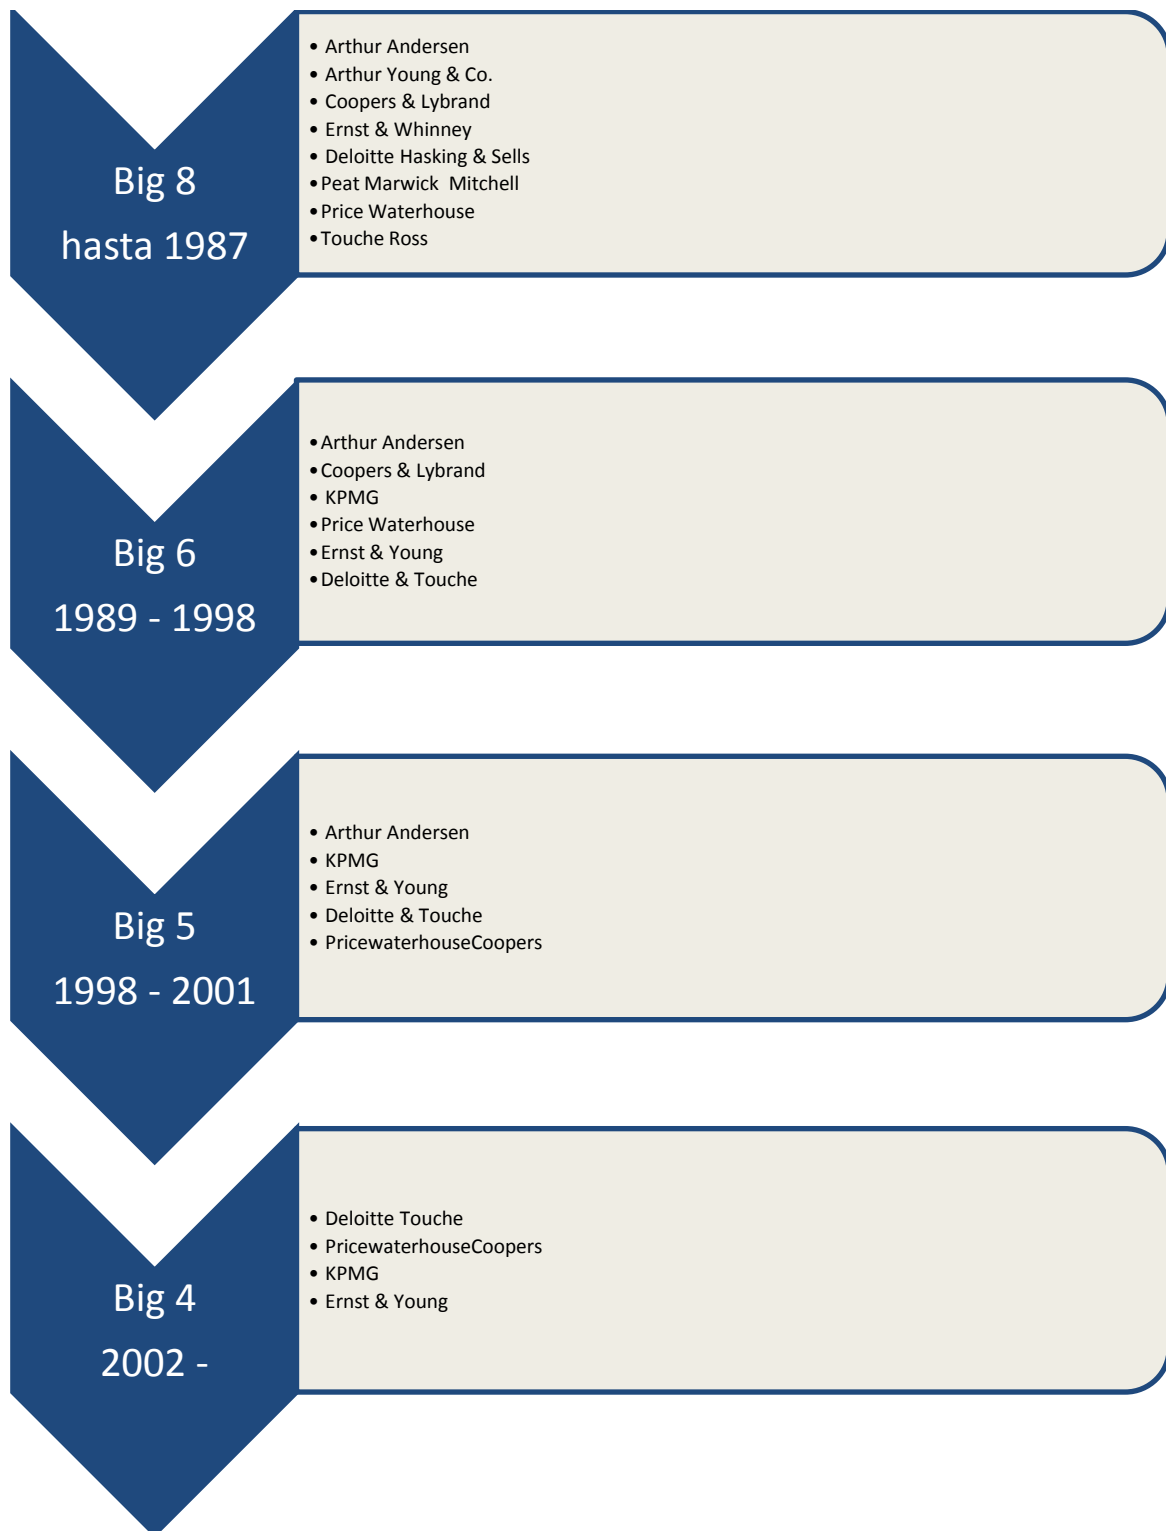 Big 8
hasta 1987
• Arthur Andersen
• Arthur Young & Co.
• Coopers & Lybrand
• Ernst & Whinney
• Deloitte Hasking & Sells
•Peat Marwick  Mitchell
•Price Waterhouse
•Touche Ross
Big 6
1989 - 1998
•Arthur Andersen
•Coopers & Lybrand
• KPMG
•Price Waterhouse
•Ernst & Young
•Deloitte & Touche
Big 5
1998 - 2001
• Arthur Andersen
• KPMG
• Ernst & Young
• Deloitte & Touche
• PricewaterhouseCoopers
Big 4
2002 -
• Deloitte Touche
• PricewaterhouseCoopers
• KPMG
• Ernst & Young